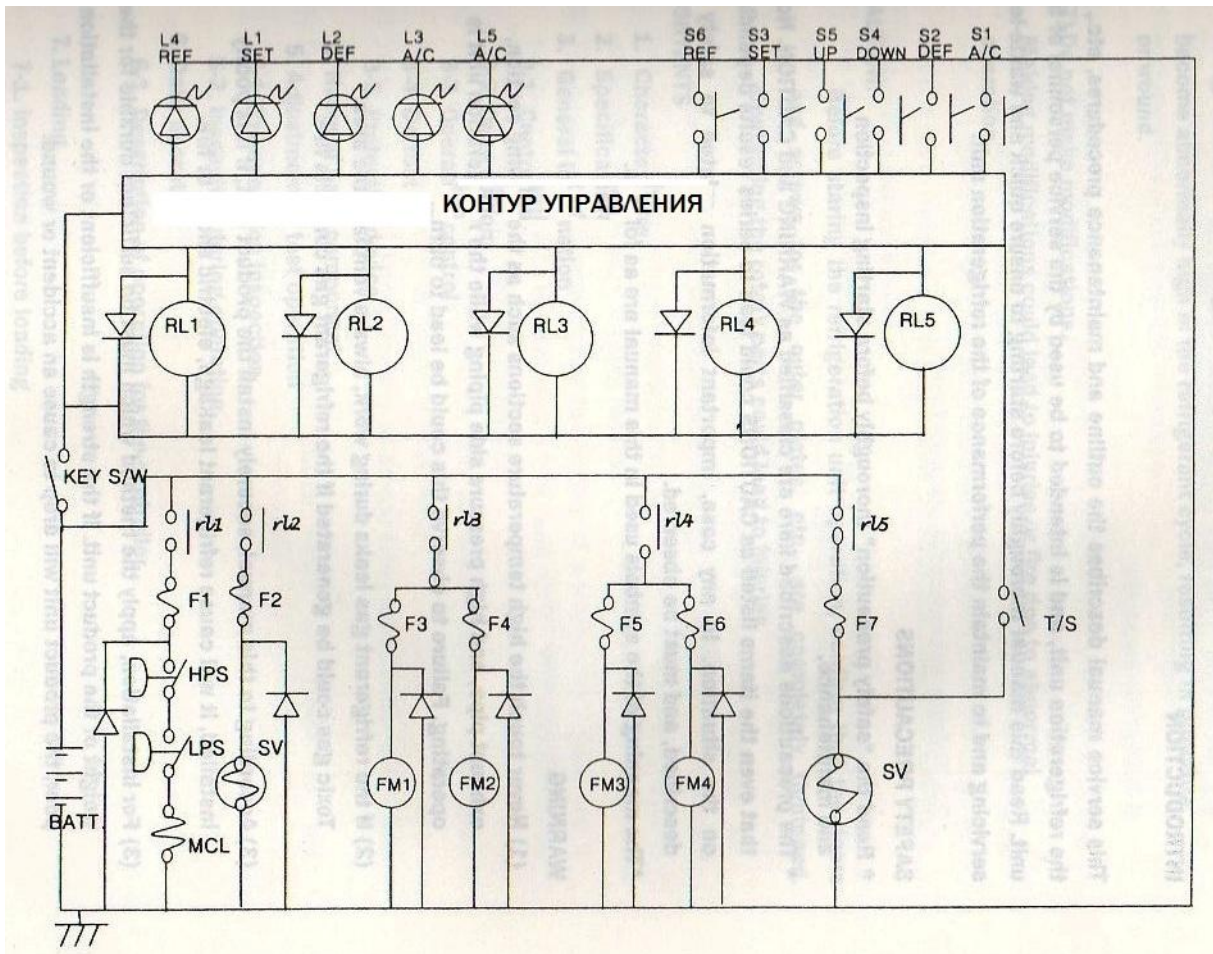 L4 L1 L2 L3 L5 S6 S3 S5 S4 S2 S1
REF SET DEF A/C A/C REF SET UP DOWN DEF A/C
КОНТУР УПРАВЛЕНИЯ
RL1 RL2 RL3 RL4 RL5
KEY S/W
rl1 rl2 rl3 rl4 rl5
F1 F2 F3 F4 F5 F6 F7 T/S
HPS
LPS SV FM1 FM2 FM3 FM4 SV
BATT.
MCL